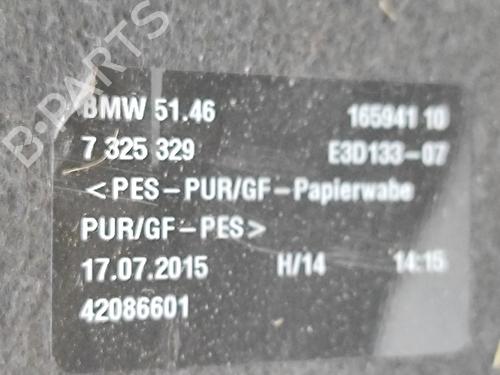 B-PARTS
BMW 51.46 165941 10
7 325 329 E3D133-07
<PES-PUR/GF-Papierwabe
PUR/GF-PES>
17.07.2015 H/14 14:15
42086601